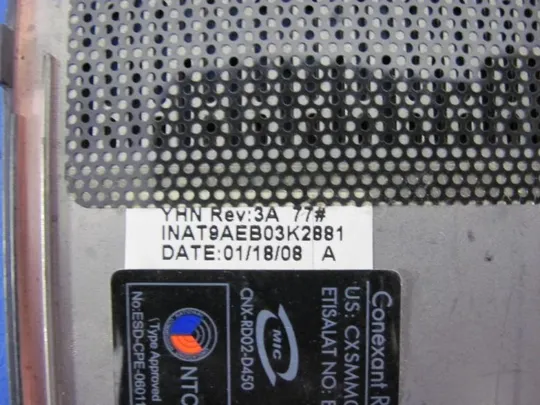 YHN Rev:3A 77#
INAT9AEB03K2881
DATE:01/18/08 A
Conexant
US: CXSMM
ETISALAT
MIC
CNX-RD02-D450
NTC
(Type Approved
No:ESD-CPE-0601